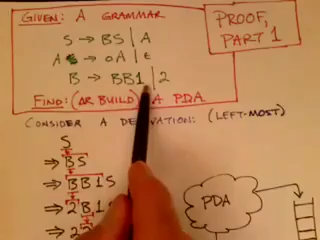 GIVEN: A GRAMMAR
PROOF,
PART 1
S → BS | A
A → 0A | ε
B → BB1 | 2
FIND: (OR BUILD) A PDA
CONSIDER A DERIVATION: (LEFT-MOST)
S
⇒ BS
⇒ BB1S
⇒ 2B1S
⇒ 2
PDA